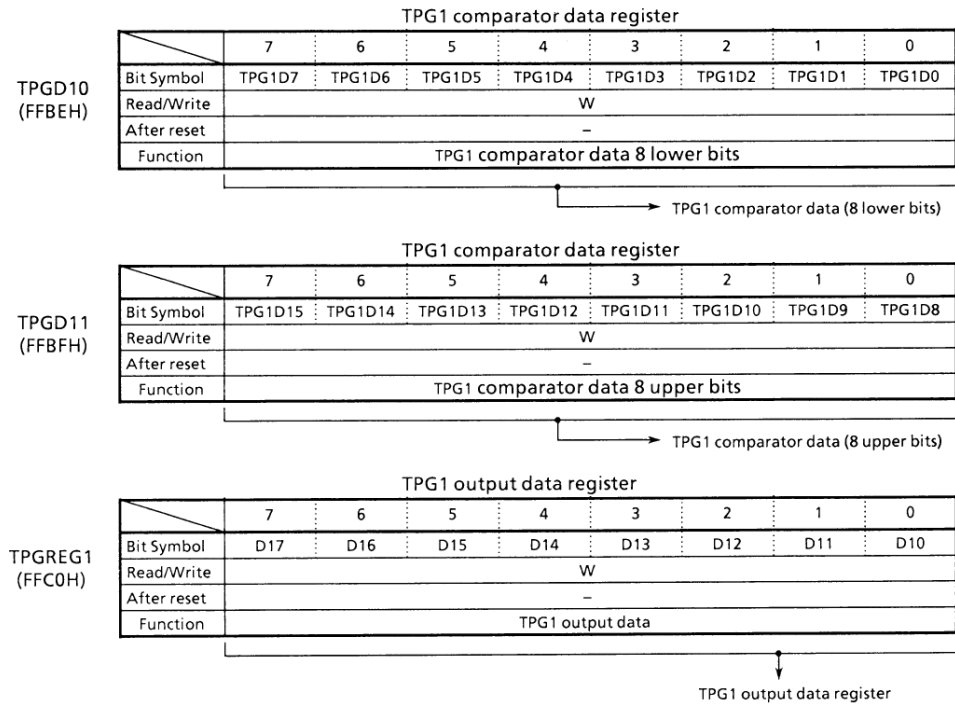 TPG1 comparator data register
7 6 5 4 3 2 1 0
TPGD10
(FFBEH)
Bit Symbol TPG1D7 TPG1D6 TPG1D5 TPG1D4 TPG1D3 TPG1D2 TPG1D1 TPG1D0
Read/Write W
After reset –
Function TPG1 comparator data 8 lower bits
TPG1 comparator data (8 lower bits)
TPG1 comparator data register
7 6 5 4 3 2 1 0
TPGD11
(FFBFH)
Bit Symbol TPG1D15 TPG1D14 TPG1D13 TPG1D12 TPG1D11 TPG1D10 TPG1D9 TPG1D8
Read/Write W
After reset –
Function TPG1 comparator data 8 upper bits
TPG1 comparator data (8 upper bits)
TPG1 output data register
7 6 5 4 3 2 1 0
TPGREG1
(FFC0H)
Bit Symbol D17 D16 D15 D14 D13 D12 D11 D10
Read/Write W
After reset –
Function TPG1 output data
TPG1 output data register